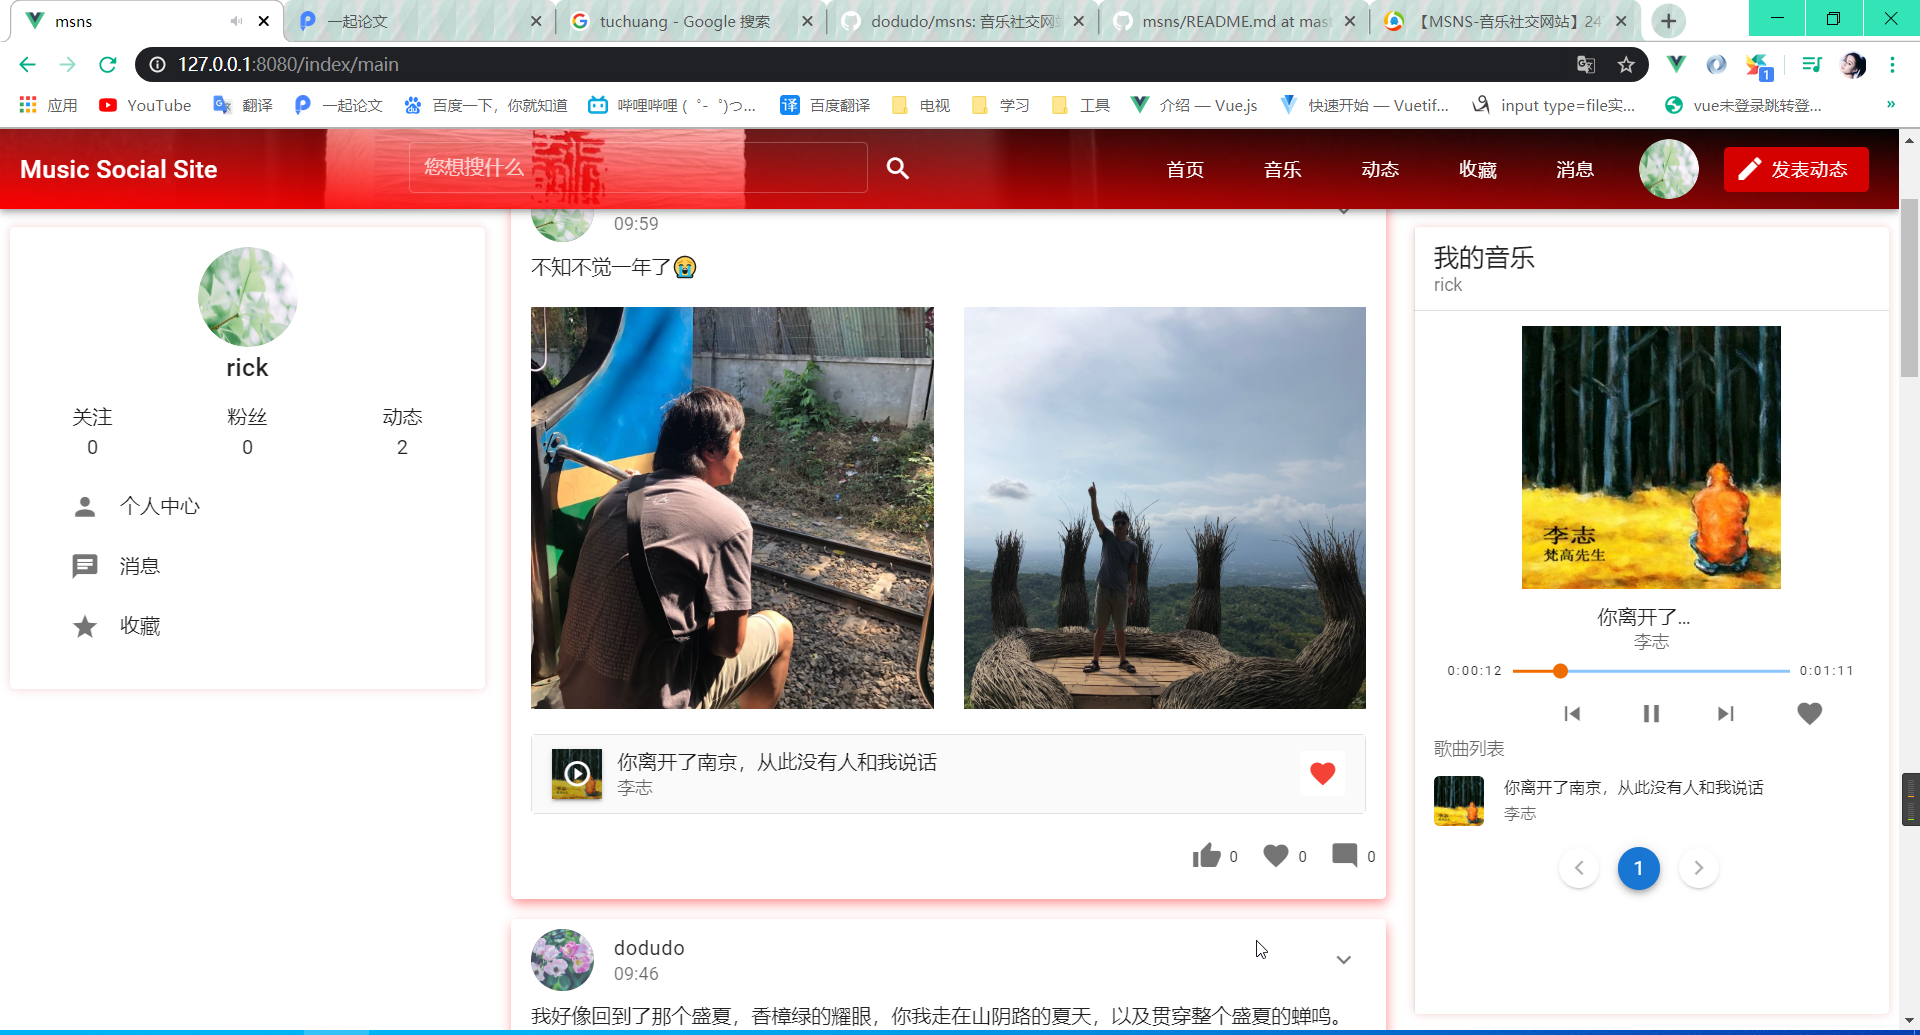 msns
一起论文
tuchuang - Google 搜索
dodudo/msns: 音乐社交网站
msns/README.md at mast
【MSNS-音乐社交网站】24
127.0.0.1:8080/index/main
应用
YouTube
翻译
一起论文
百度一下，你就知道
哔哩哔哩 ( ゜- ゜)つ...
百度翻译
电视
学习
工具
介绍 — Vue.js
快速开始 — Vuetif...
input type=file实...
vue未登录跳转登...
»
Music Social Site
您想搜什么
首页
音乐
动态
收藏
消息
发表动态
rick
关注
粉丝
动态
0
0
2
个人中心
消息
收藏
09:59
不知不觉一年了😭
你离开了南京，从此没有人和我说话
李志
0
0
0
dodudo
09:46
我好像回到了那个盛夏，香樟绿的耀眼，你我走在山阴路的夏天，以及贯穿整个盛夏的蝉鸣。
我的音乐
rick
李志
梵高先生
你离开了...
李志
0:00:12
0:01:11
歌曲列表
你离开了南京，从此没有人和我说话
李志
1